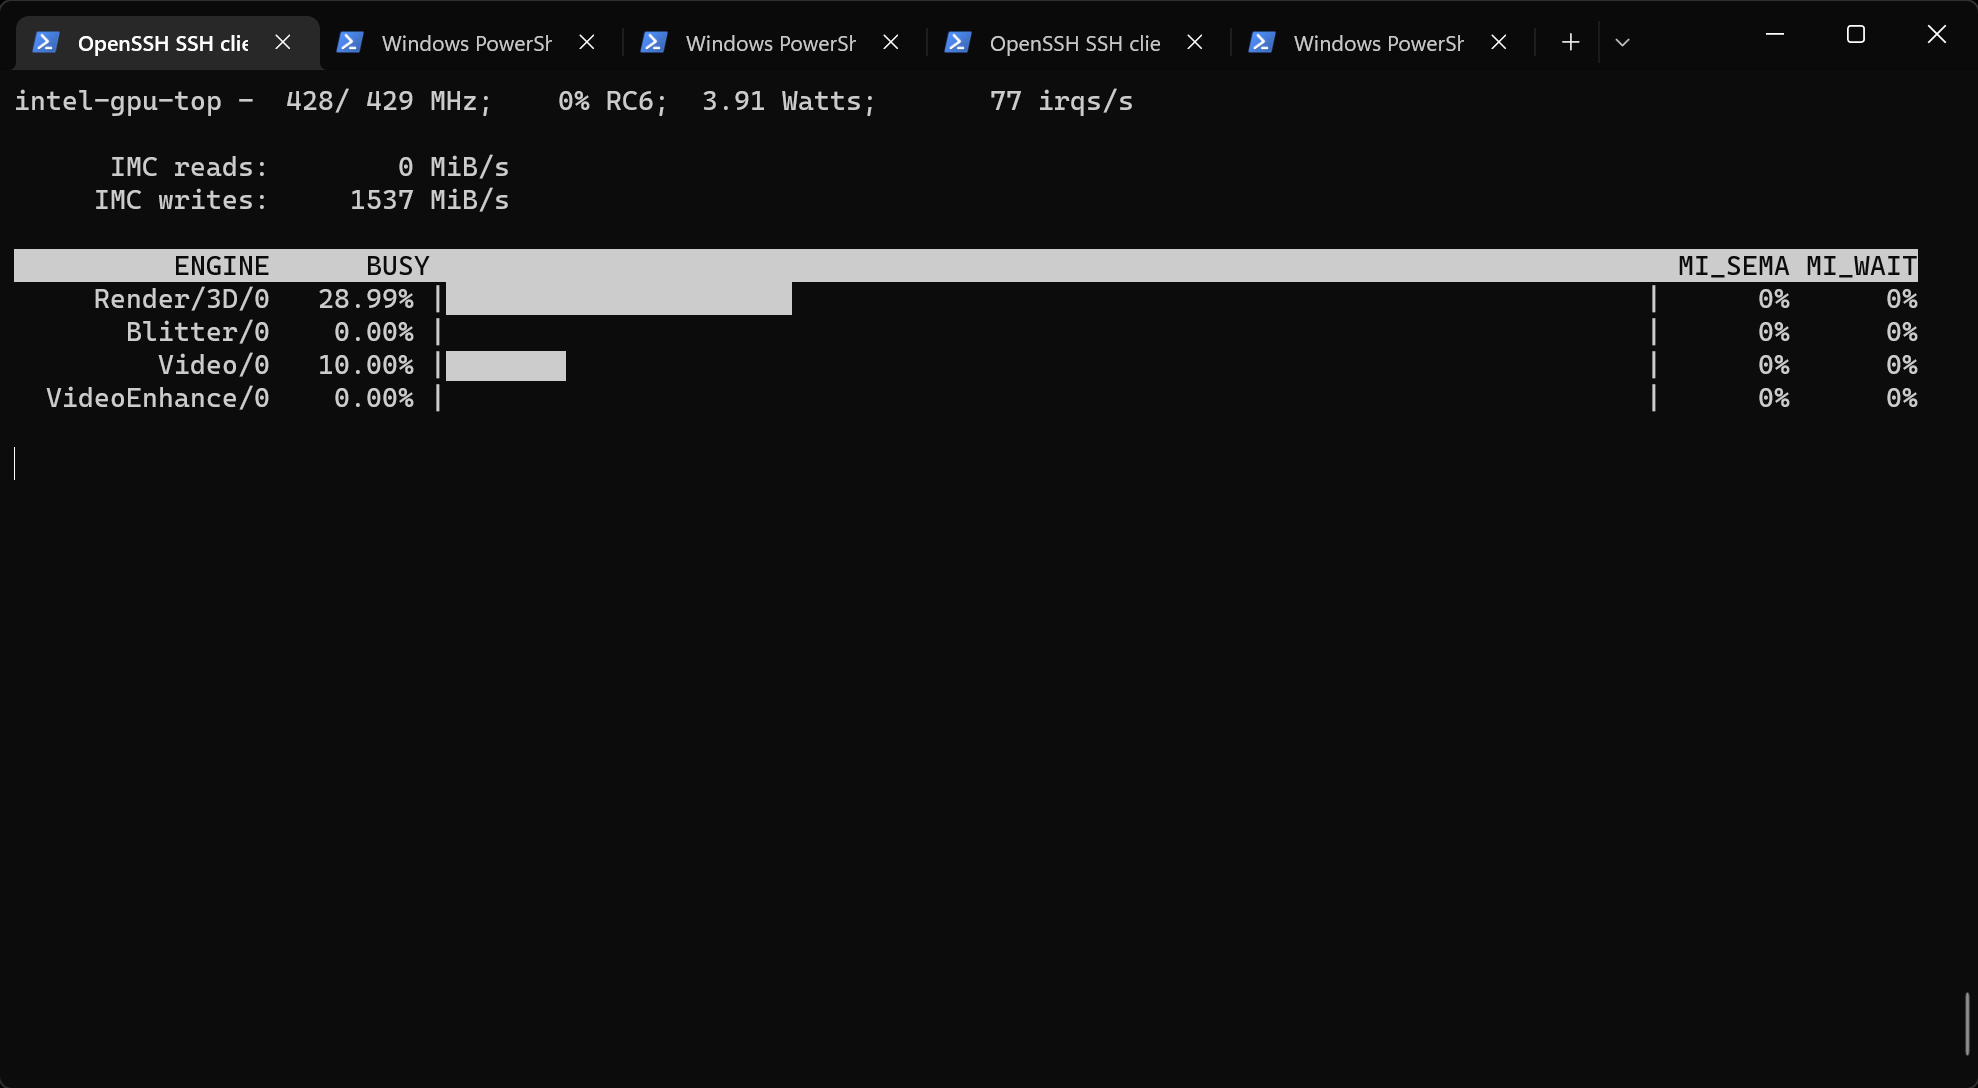 OpenSSH SSH clie Windows PowerSh Windows PowerSh OpenSSH SSH clie Windows PowerSh
intel-gpu-top - 428/ 429 MHz; 0% RC6; 3.91 Watts; 77 irqs/s
IMC reads: 0 MiB/s
IMC writes: 1537 MiB/s
ENGINE BUSY MI_SEMA MI_WAIT
Render/3D/0 28.99% | | 0% 0%
Blitter/0 0.00% | | 0% 0%
Video/0 10.00% | | 0% 0%
VideoEnhance/0 0.00% | | 0% 0%